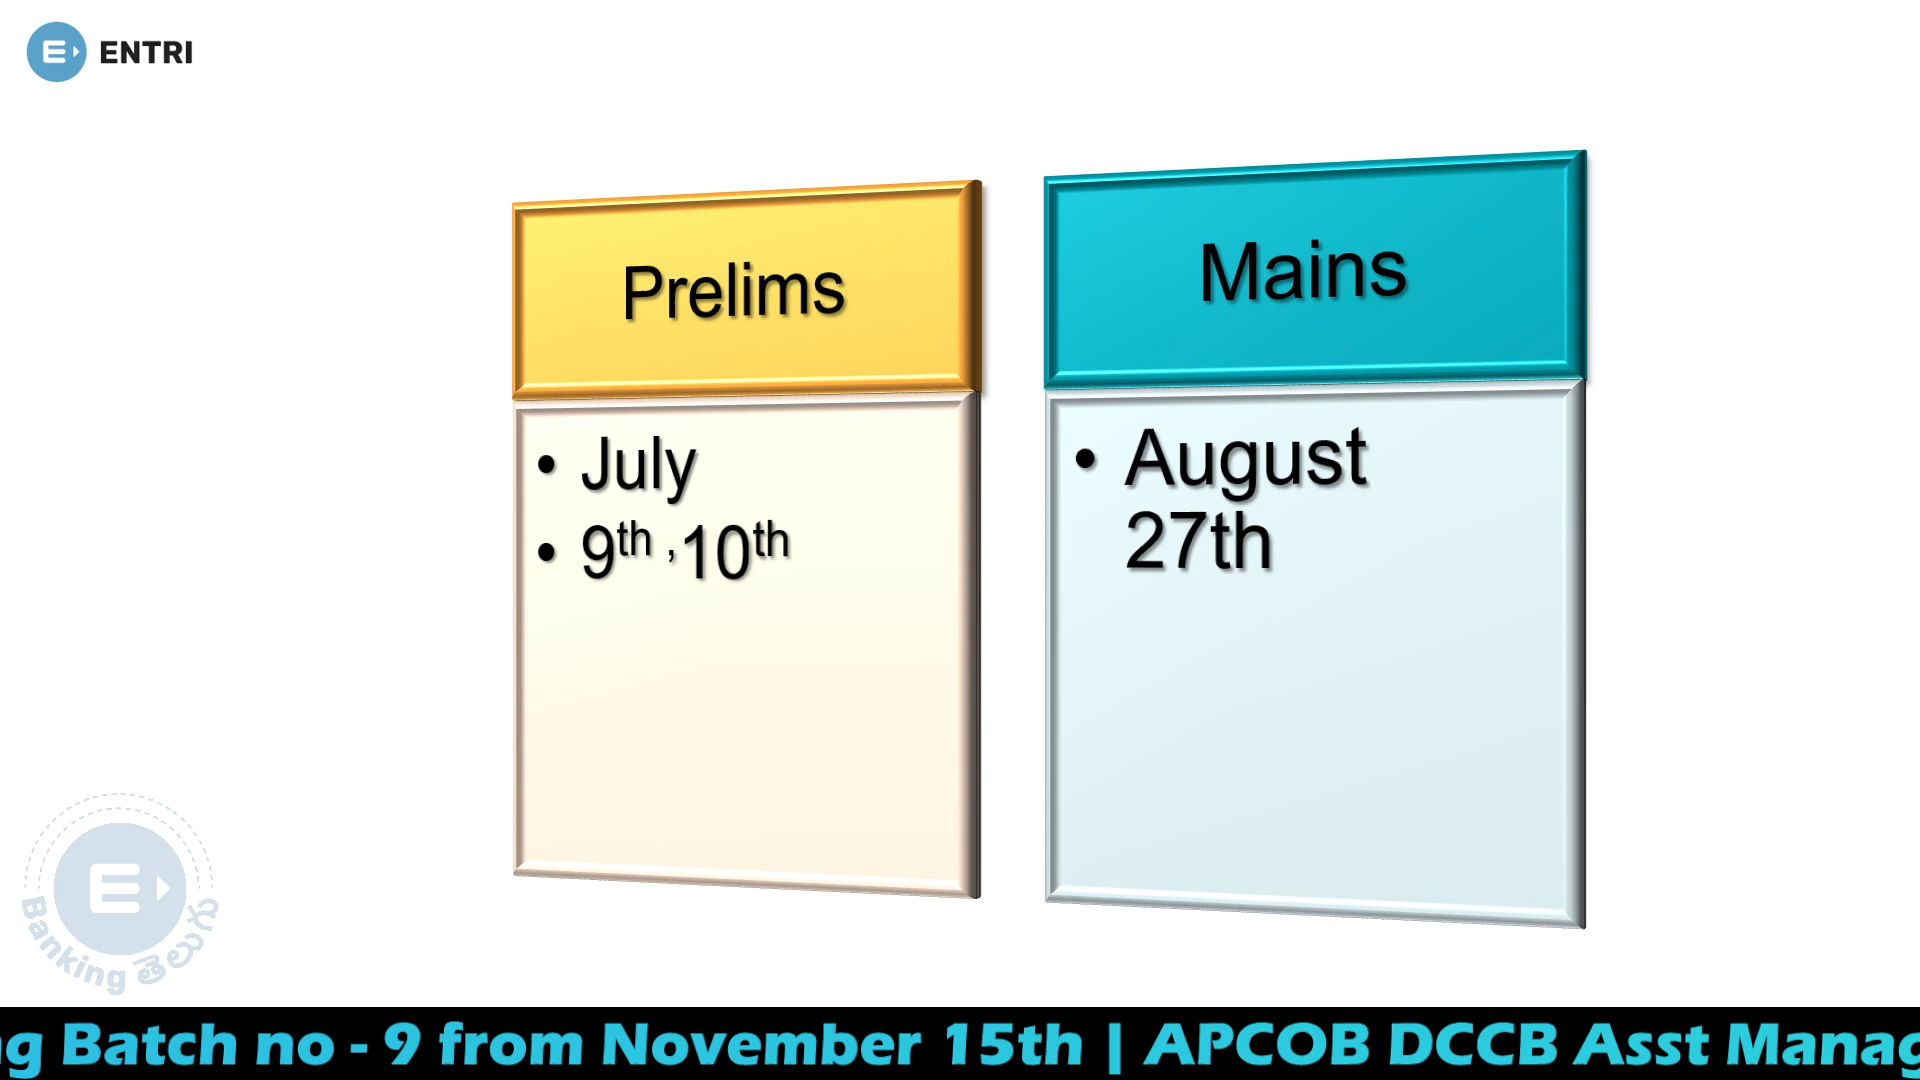 ENTRI
Prelims
• July
• 9th ,10th
Mains
• August
27th
Banking తెలుగు
g Batch no - 9 from November 15th | APCOB DCCB Asst Manag